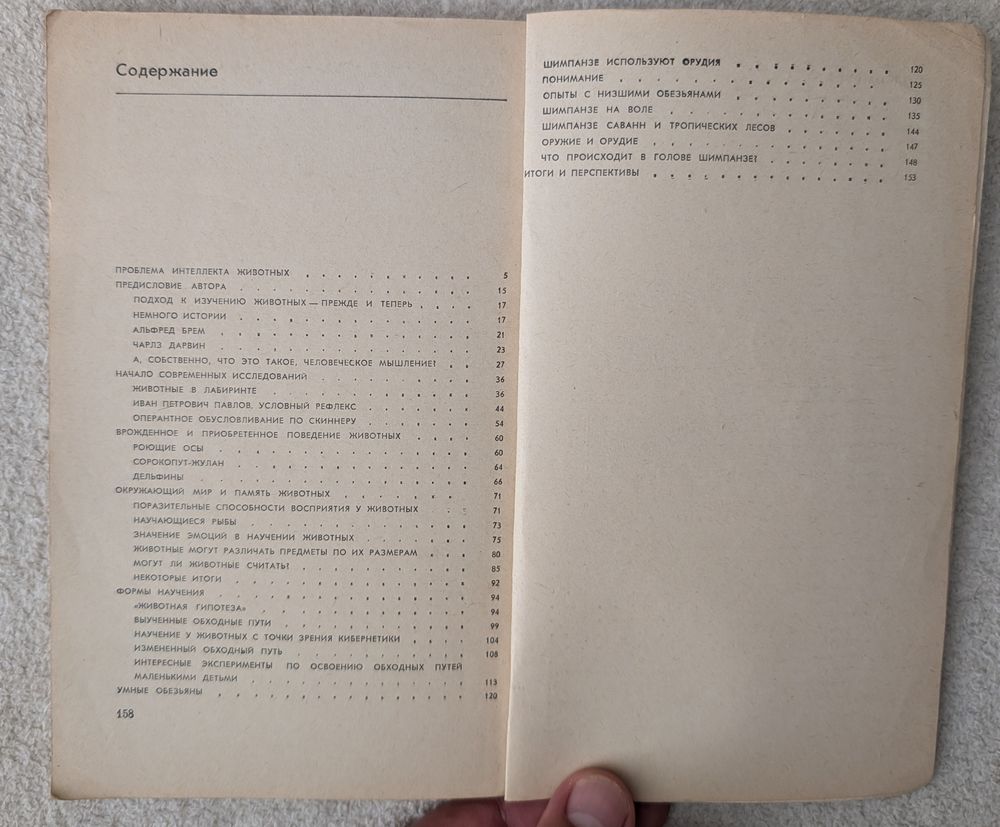 Содержание
ПРОБЛЕМА ИНТЕЛЛЕКТА ЖИВОТНЫХ . . . . . . . . . . 5
ПРЕДИСЛОВИЕ АВТОРА . . . . . . . . . . . . . 15
ПОДХОД К ИЗУЧЕНИЮ ЖИВОТНЫХ — ПРЕЖДЕ И ТЕПЕРЬ . . . 17
НЕМНОГО ИСТОРИИ . . . . . . . . . . . . . 17
АЛЬФРЕД БРЕМ . . . . . . . . . . . . . . 21
ЧАРЛЗ ДАРВИН . . . . . . . . . . . . . . 23
А, СОБСТВЕННО, ЧТО ЭТО ТАКОЕ, ЧЕЛОВЕЧЕСКОЕ МЫШЛЕНИЕ? . . 27
НАЧАЛО СОВРЕМЕННЫХ ИССЛЕДОВАНИЙ . . . . . . . . . 36
ЖИВОТНЫЕ В ЛАБИРИНТЕ . . . . . . . . . . . 36
ИВАН ПЕТРОВИЧ ПАВЛОВ, УСЛОВНЫЙ РЕФЛЕКС . . . . . . 44
ОПЕРАНТНОЕ ОБУСЛОВЛИВАНИЕ ПО СКИННЕРУ . . . . . . 54
ВРОЖДЕННОЕ И ПРИОБРЕТЕННОЕ ПОВЕДЕНИЕ ЖИВОТНЫХ . . . . 60
РОЮЩИЕ ОСЫ . . . . . . . . . . . . . . 60
СОРОКОПУТ-ЖУЛАН . . . . . . . . . . . . . 64
ДЕЛЬФИНЫ . . . . . . . . . . . . . . . 66
ОКРУЖАЮЩИЙ МИР И ПАМЯТЬ ЖИВОТНЫХ . . . . . . . 71
ПОРАЗИТЕЛЬНЫЕ СПОСОБНОСТИ ВОСПРИЯТИЯ У ЖИВОТНЫХ . . 71
НАУЧАЮЩИЕСЯ РЫБЫ . . . . . . . . . . . . 73
ЗНАЧЕНИЕ ЭМОЦИЙ В НАУЧЕНИИ ЖИВОТНЫХ . . . . . . 75
ЖИВОТНЫЕ МОГУТ РАЗЛИЧАТЬ ПРЕДМЕТЫ ПО ИХ РАЗМЕРАМ . . . 80
МОГУТ ЛИ ЖИВОТНЫЕ СЧИТАТЬ? . . . . . . . . . . 85
НЕКОТОРЫЕ ИТОГИ . . . . . . . . . . . . . 92
ФОРМЫ НАУЧЕНИЯ . . . . . . . . . . . . . . 94
«ЖИВОТНАЯ ГИПОТЕЗА» . . . . . . . . . . . . 94
ВЫУЧЕННЫЕ ОБХОДНЫЕ ПУТИ . . . . . . . . . . 99
НАУЧЕНИЕ У ЖИВОТНЫХ С ТОЧКИ ЗРЕНИЯ КИБЕРНЕТИКИ . . . . 104
ИЗМЕНЕННЫЙ ОБХОДНЫЙ ПУТЬ . . . . . . . . . . 108
ИНТЕРЕСНЫЕ ЭКСПЕРИМЕНТЫ ПО ОСВОЕНИЮ ОБХОДНЫХ ПУТЕЙ
МАЛЕНЬКИМИ ДЕТЬМИ . . . . . . . . . . . . 113
УМНЫЕ ОБЕЗЬЯНЫ . . . . . . . . . . . . . . 120
158
ШИМПАНЗЕ ИСПОЛЬЗУЮТ ОРУДИЯ . . . . . . . . 120
ПОНИМАНИЕ . . . . . . . . . . . . 125
ОПЫТЫ С НИЗШИМИ ОБЕЗЬЯНАМИ . . . . . . . . 130
ШИМПАНЗЕ НА ВОЛЕ . . . . . . . . . . . 135
ШИМПАНЗЕ САВАНН И ТРОПИЧЕСКИХ ЛЕСОВ . . . . . . 144
ОРУЖИЕ И ОРУДИЕ . . . . . . . . . . . 147
ЧТО ПРОИСХОДИТ В ГОЛОВЕ ШИМПАНЗЕ? . . . . . . 148
ИТОГИ И ПЕРСПЕКТИВЫ . . . . . . . . . . 153